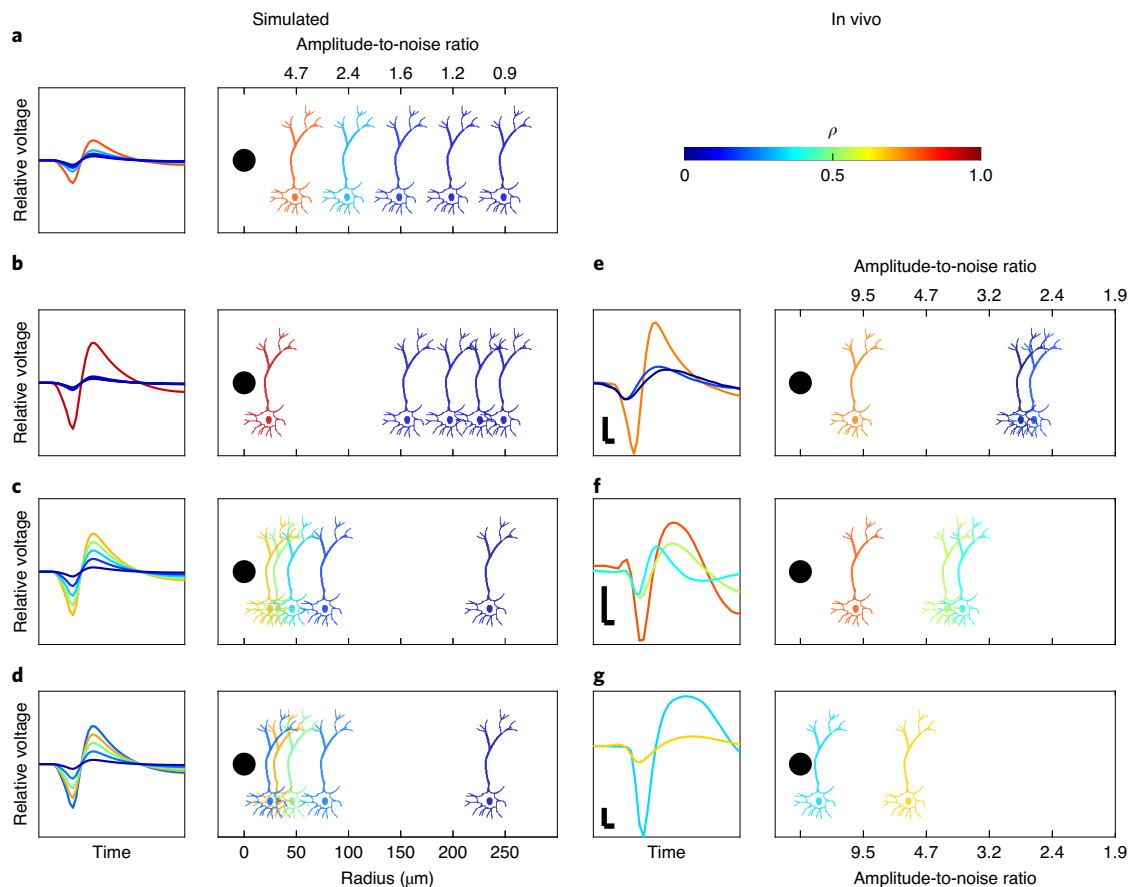 Simulated
In vivo
a
Amplitude-to-noise ratio
4.7 2.4 1.6 1.2 0.9
Relative voltage
ρ
0 0.5 1.0
b
e
Amplitude-to-noise ratio
9.5 4.7 3.2 2.4 1.9
Relative voltage
c
f
Relative voltage
d
g
Relative voltage
Time
0 50 100 150 200 250
Radius (μm)
Time
9.5 4.7 3.2 2.4 1.9
Amplitude-to-noise ratio